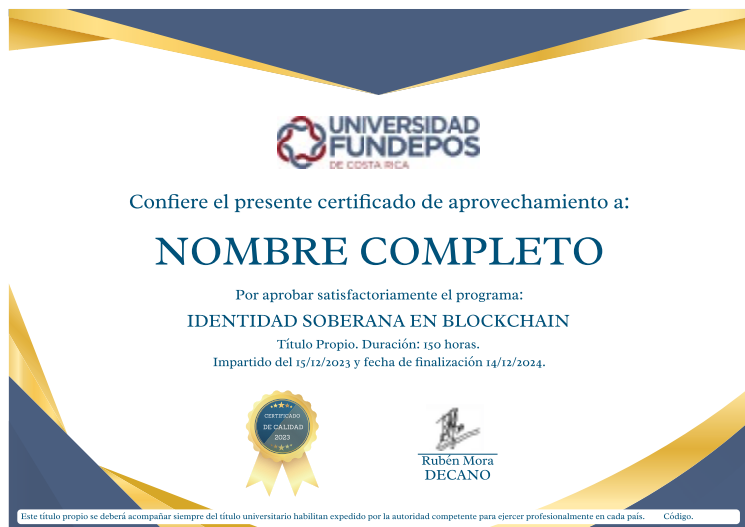 UNIVERSIDAD
FUNDEPOS
DE COSTA RICA
Confiere el presente certificado de aprovechamiento a:
NOMBRE COMPLETO
Por aprobar satisfactoriamente el programa:
IDENTIDAD SOBERANA EN BLOCKCHAIN
Título Propio. Duración: 150 horas.
Impartido del 15/12/2023 y fecha de finalización 14/12/2024.
CERTIFICADO
DE CALIDAD
2023
Rubén Mora
DECANO
Este título propio se deberá acompañar siempre del título universitario habilitan expedido por la autoridad competente para ejercer profesionalmente en cada país. Código.